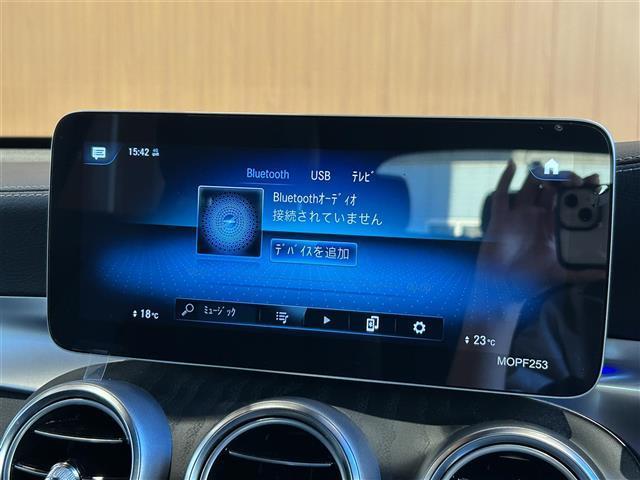 15:42
Bluetooth USB ﾃﾚﾋﾞ
Bluetoothｵｰﾃﾞｨｵ
接続されていません
ﾃﾞﾊﾞｲｽを追加
ﾐｭｰｼﾞｯｸ
18℃
23℃
MOPF253